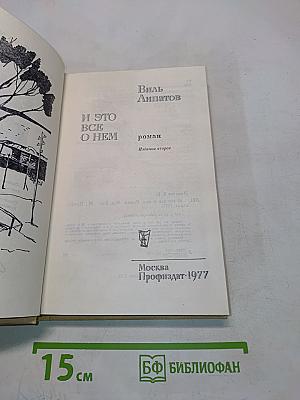 Виль
Липатов
И ЭТО
ВСЕ
О НЕМ
роман
Издание второе
Москва
Профиздат·1977
15 см
БФ БИБЛИОФАН